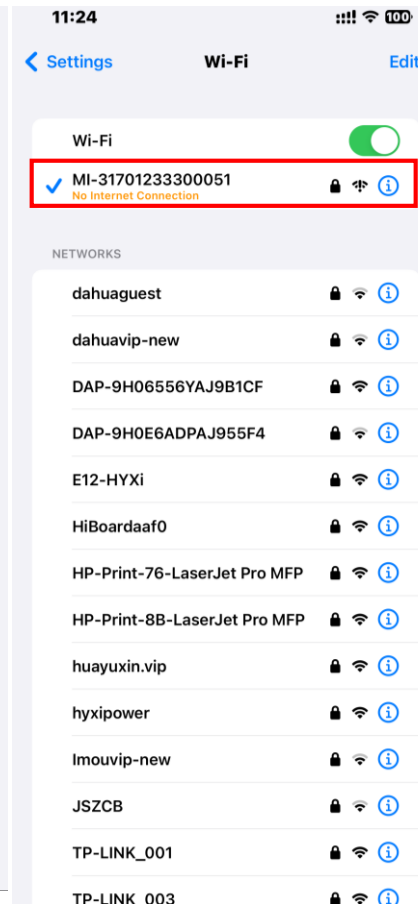 11:24
100
Settings
Wi-Fi
Edit
Wi-Fi
MI-31701233300051
No Internet Connection
NETWORKS
dahuaguest
dahuavip-new
DAP-9H06556YAJ9B1CF
DAP-9H0E6ADPAJ955F4
E12-HYXi
HiBoardaaf0
HP-Print-76-LaserJet Pro MFP
HP-Print-8B-LaserJet Pro MFP
huayuxin.vip
hyxipower
Imouvip-new
JSZCB
TP-LINK_001
TP-LINK_003